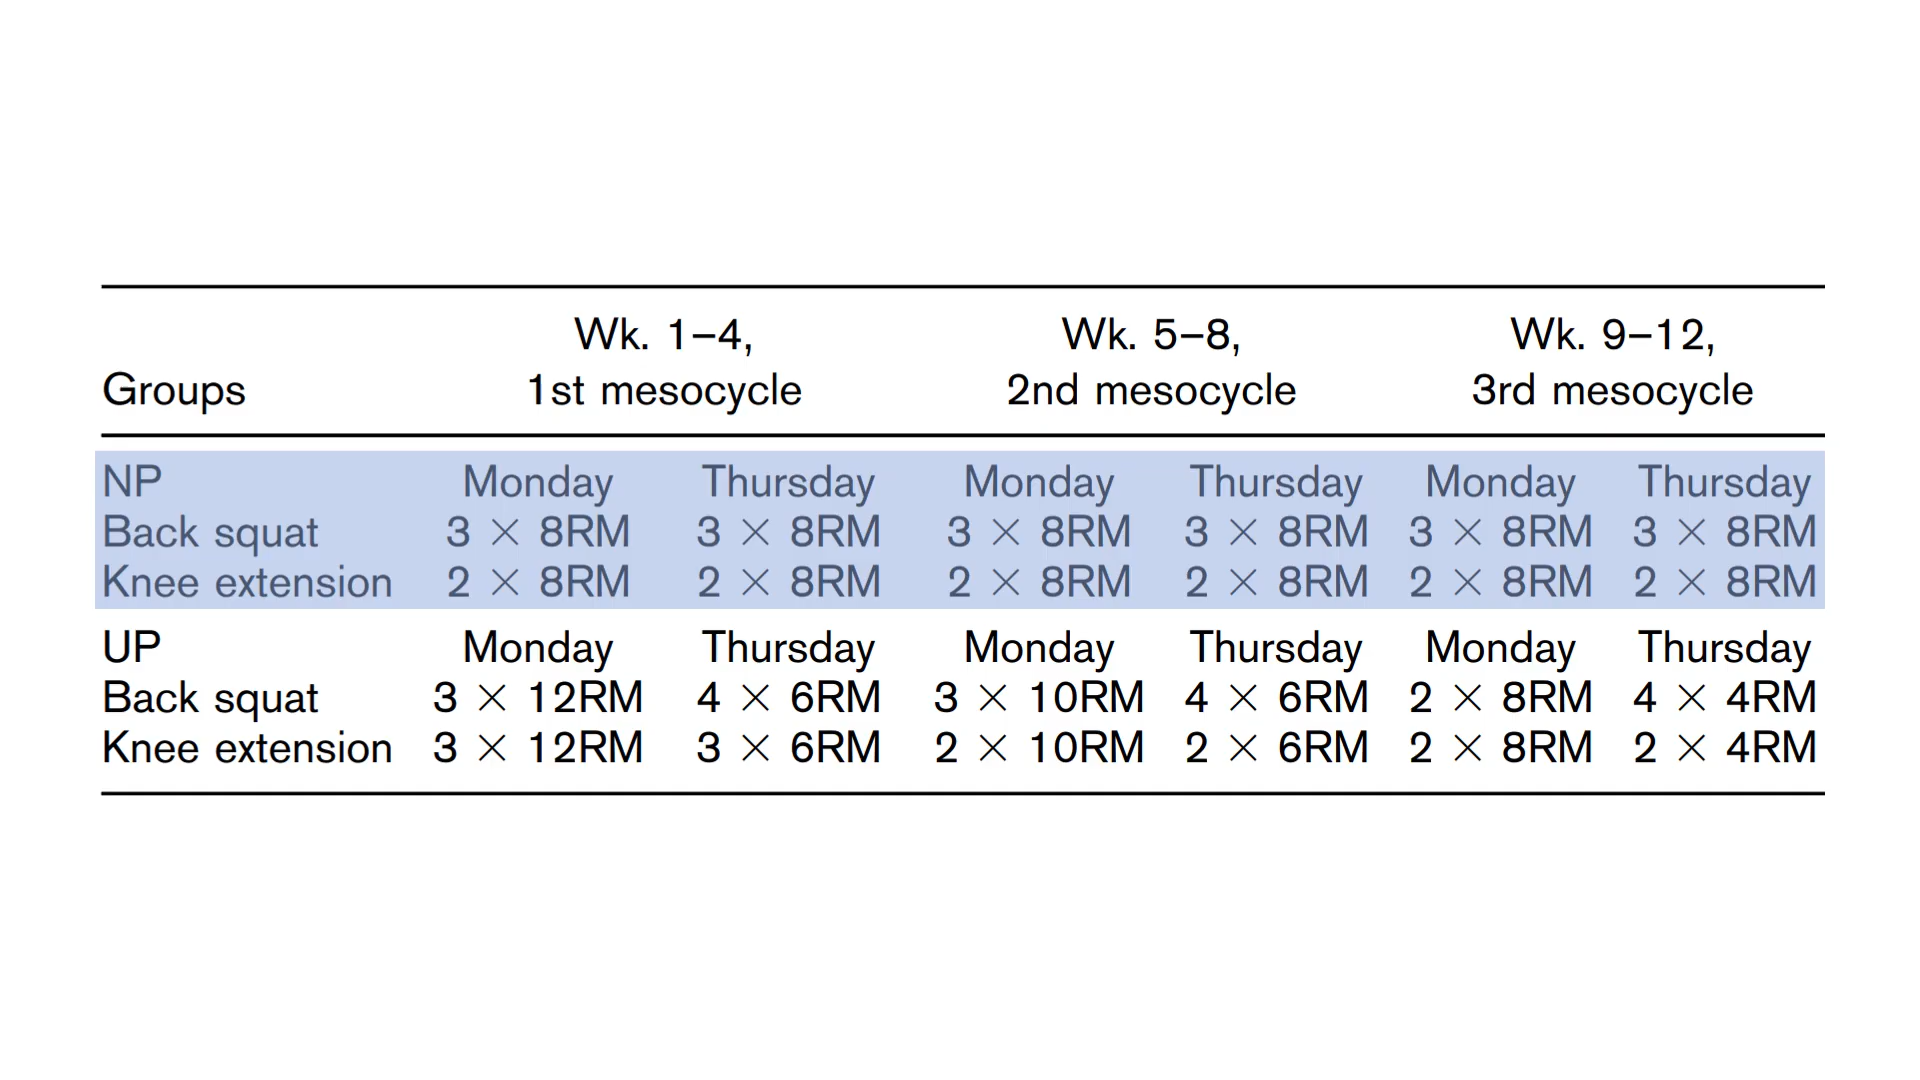 Groups Wk. 1–4, 1st mesocycle Wk. 5–8, 2nd mesocycle Wk. 9–12, 3rd mesocycle
NP Monday Thursday Monday Thursday Monday Thursday
Back squat 3 × 8RM 3 × 8RM 3 × 8RM 3 × 8RM 3 × 8RM 3 × 8RM
Knee extension 2 × 8RM 2 × 8RM 2 × 8RM 2 × 8RM 2 × 8RM 2 × 8RM
UP Monday Thursday Monday Thursday Monday Thursday
Back squat 3 × 12RM 4 × 6RM 3 × 10RM 4 × 6RM 2 × 8RM 4 × 4RM
Knee extension 3 × 12RM 3 × 6RM 2 × 10RM 2 × 6RM 2 × 8RM 2 × 4RM